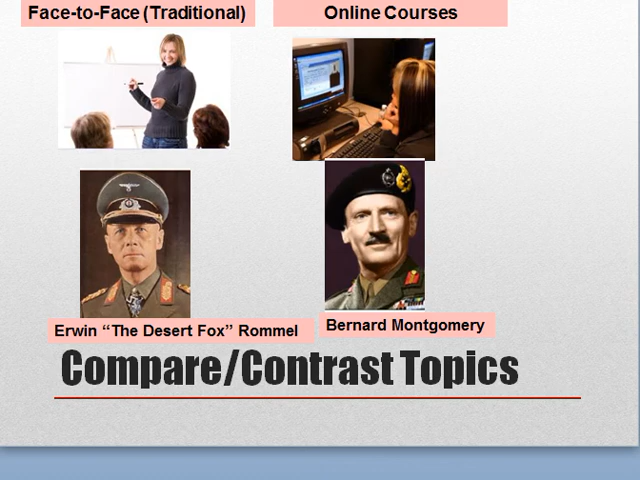 Face-to-Face (Traditional)
Online Courses
Erwin “The Desert Fox” Rommel
Bernard Montgomery
Compare/Contrast Topics